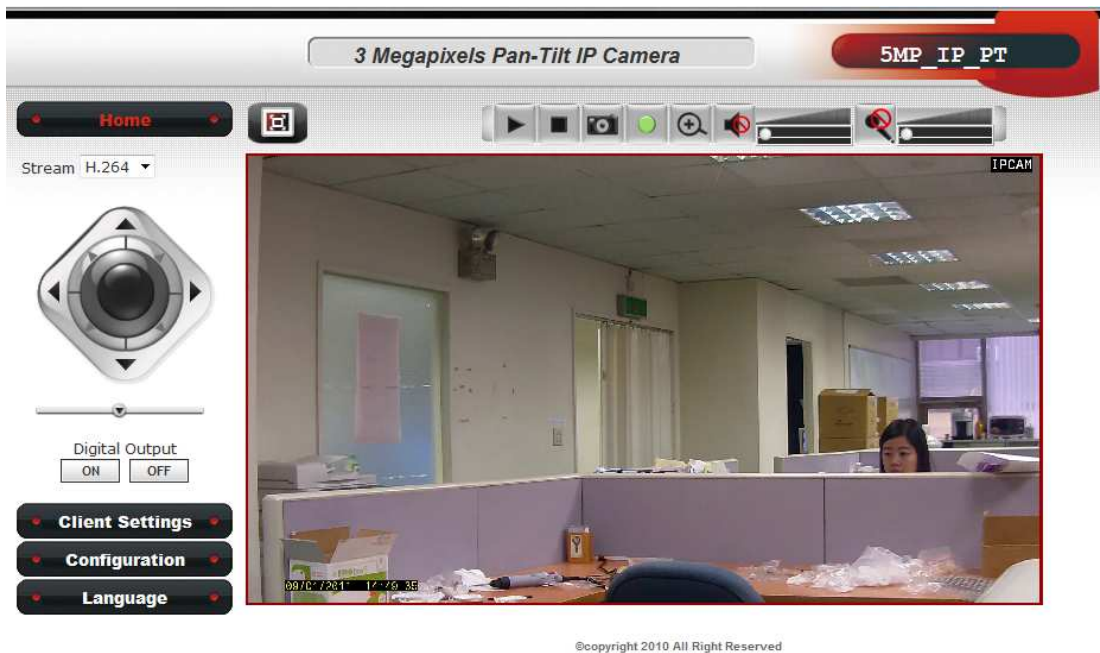 3 Megapixels Pan-Tilt IP Camera
5MP_IP_PT
Home
Stream H.264
IPCAM
Digital Output
ON OFF
Client Settings
Configuration
Language
©copyright 2010 All Right Reserved